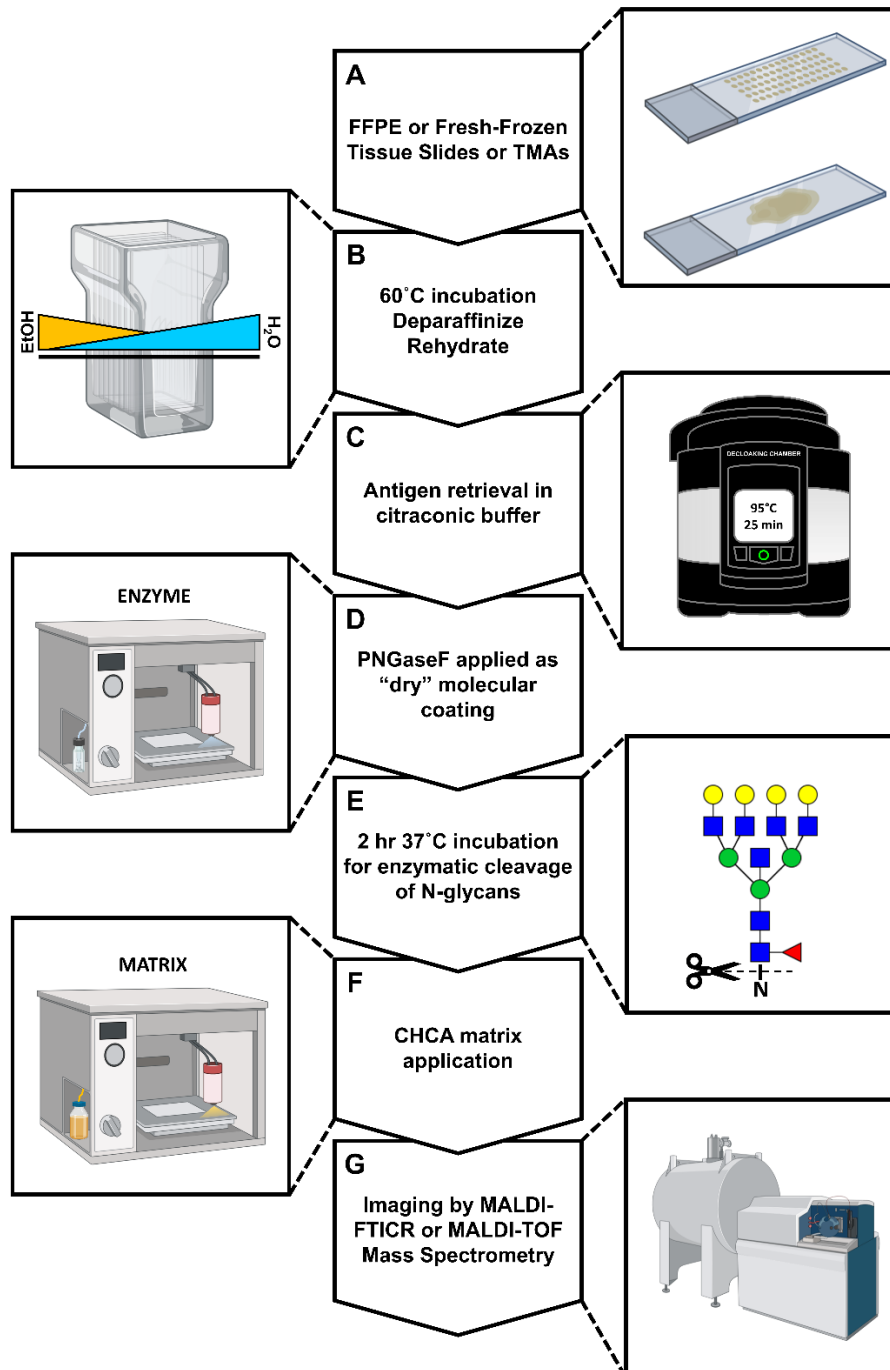 A
FFPE or Fresh-Frozen
Tissue Slides or TMAs
B
60˚C incubation
Deparaffinize
Rehydrate
EtOH
H₂O
C
Antigen retrieval in
citraconic buffer
DECLOAKING CHAMBER
95°C
25 min
D
PNGaseF applied as
“dry” molecular
coating
ENZYME
E
2 hr 37˚C incubation
for enzymatic cleavage
of N-glycans
N
F
CHCA matrix
application
MATRIX
G
Imaging by MALDI-
FTICR or MALDI-TOF
Mass Spectrometry